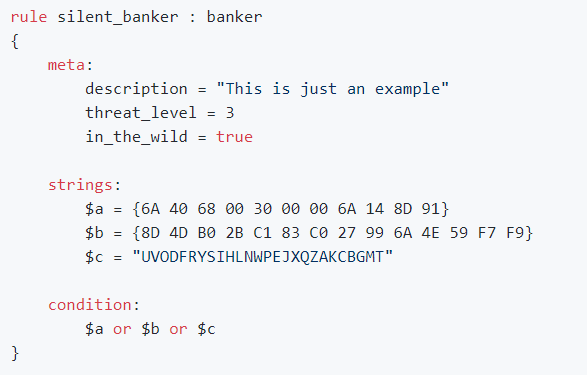 rule silent_banker : banker
{
    meta:
        description = "This is just an example"
        threat_level = 3
        in_the_wild = true

    strings:
        $a = {6A 40 68 00 30 00 00 6A 14 8D 91}
        $b = {8D 4D B0 2B C1 83 C0 27 99 6A 4E 59 F7 F9}
        $c = "UVODFRYSIHLNWPEJXQZAKCBGMT"

    condition:
        $a or $b or $c
}